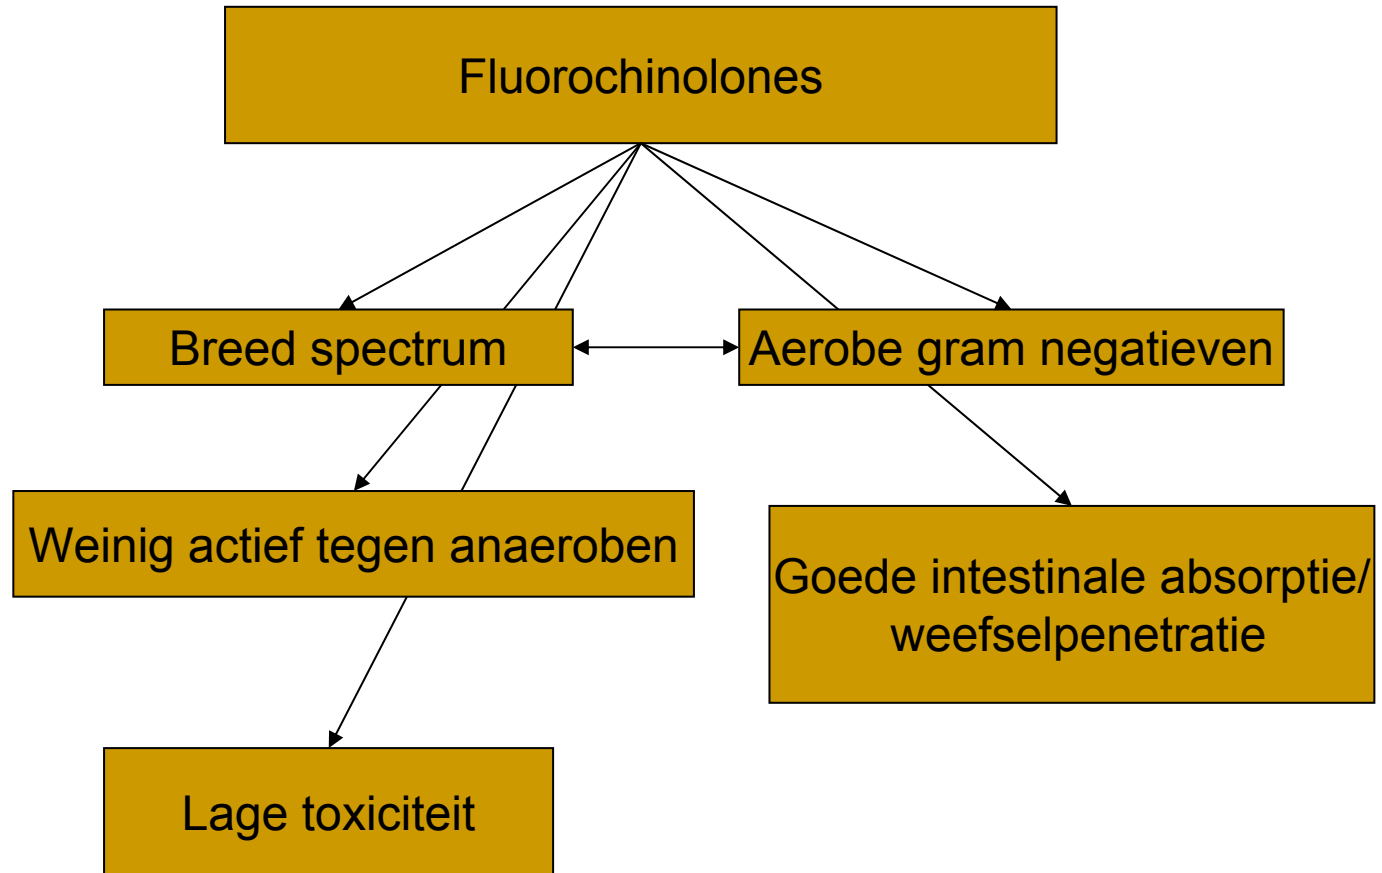 Fluorochinolones
Breed spectrum
Aerobe gram negatieven
Weinig actief tegen anaeroben
Goede intestinale absorptie/
weefselpenetratie
Lage toxiciteit